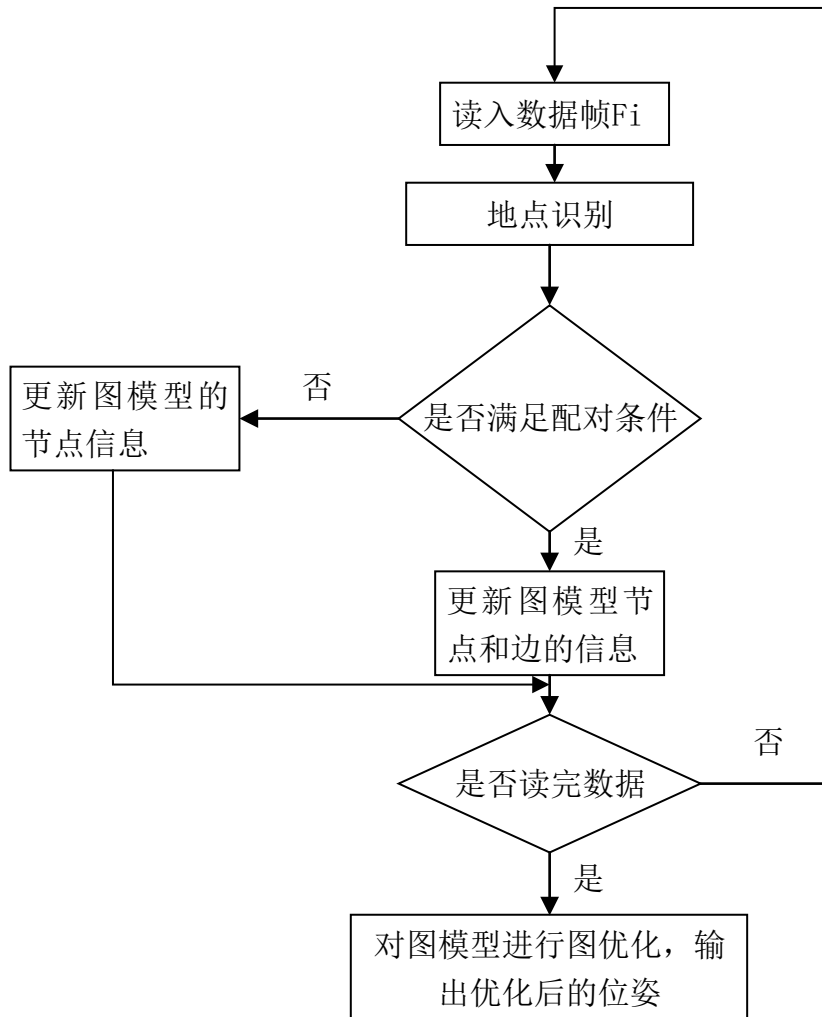 读入数据帧Fi
地点识别
否
更新图模型的
节点信息
是否满足配对条件
是
更新图模型节
点和边的信息
否
是否读完数据
是
对图模型进行图优化，输
出优化后的位姿